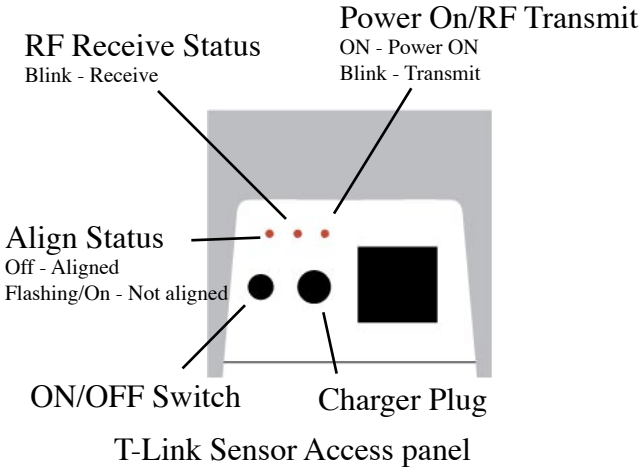 Power On/RF Transmit
ON - Power ON
Blink - Transmit
RF Receive Status
Blink - Receive
Align Status
Off - Aligned
Flashing/On - Not aligned
ON/OFF Switch
Charger Plug
T-Link Sensor Access panel